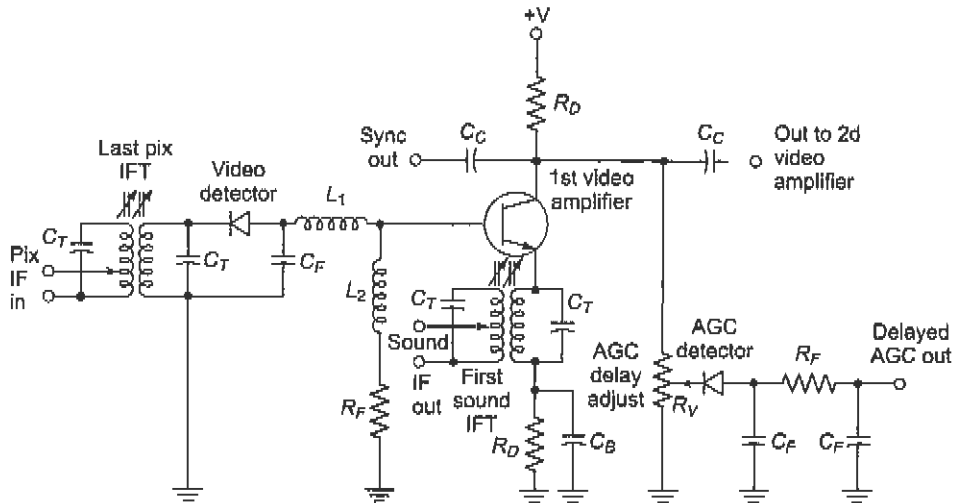 +V
R_D
Sync
out
C_C
C_C
Out to 2d
video
amplifier
Last pix
IFT
Video
detector
L_1
1st video
amplifier
C_T
Pix
IF
in
C_T
C_F
L_2
C_T
C_T
Sound
IF
out
First
sound
IFT
R_F
R_D
C_B
AGC
delay
adjust
AGC
detector
R_V
R_F
Delayed
AGC out
C_F
C_F